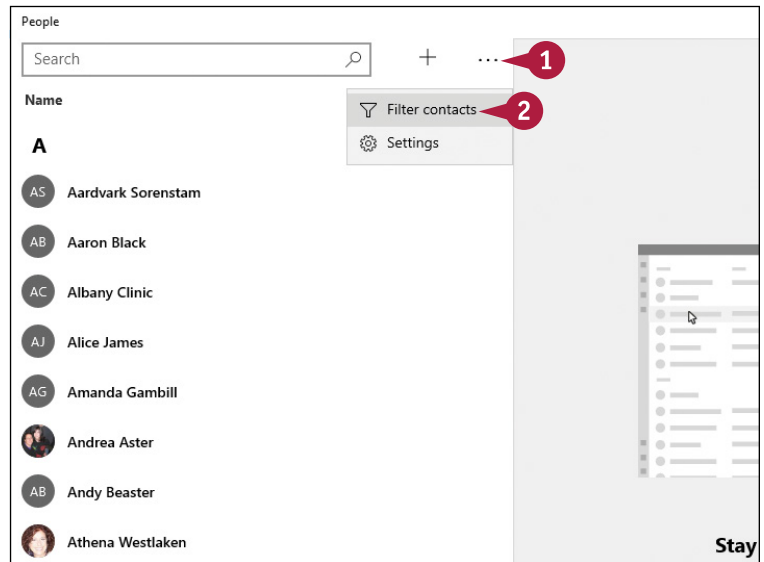 People
Search
+
...
1
Name
Filter contacts
2
A
Settings
AS Aardvark Sorenstam
AB Aaron Black
AC Albany Clinic
AJ Alice James
AG Amanda Gambill
Andrea Aster
AB Andy Beaster
Athena Westlaken
Stay